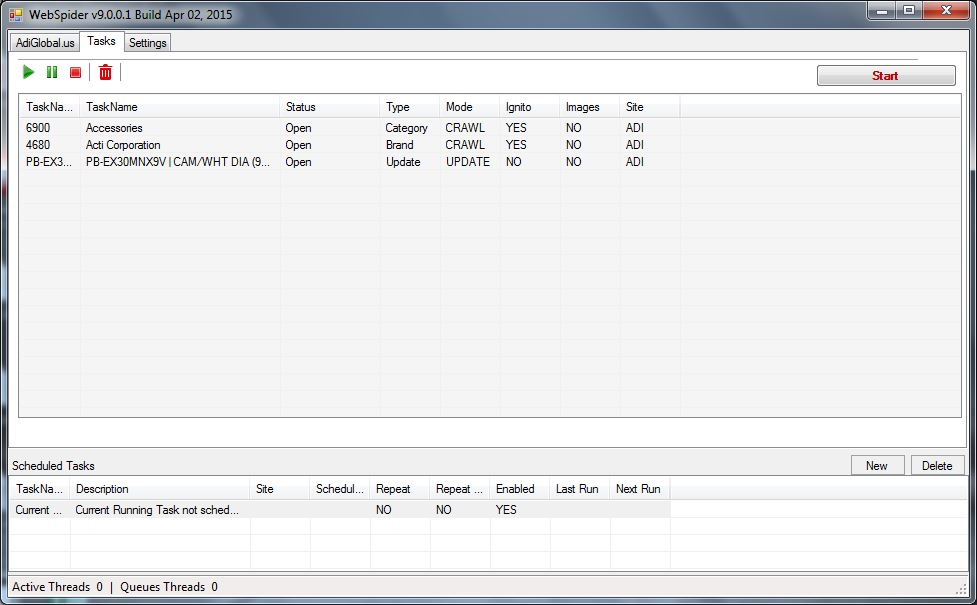 WebSpider v9.0.0.1 Build Apr 02, 2015
AdiGlobal.us Tasks Settings
Start
TaskNa... TaskName Status Type Mode Ignito Images Site
6900 Accessories Open Category CRAWL YES NO ADI
4680 Acti Corporation Open Brand CRAWL YES NO ADI
PB-EX3... PB-EX30MNX9V | CAM/WHT DIA (9... Open Update UPDATE NO NO ADI
Scheduled Tasks New Delete
TaskNa... Description Site Schedul... Repeat Repeat ... Enabled Last Run Next Run
Current ... Current Running Task not sched... NO NO YES
Active Threads 0 | Queues Threads 0